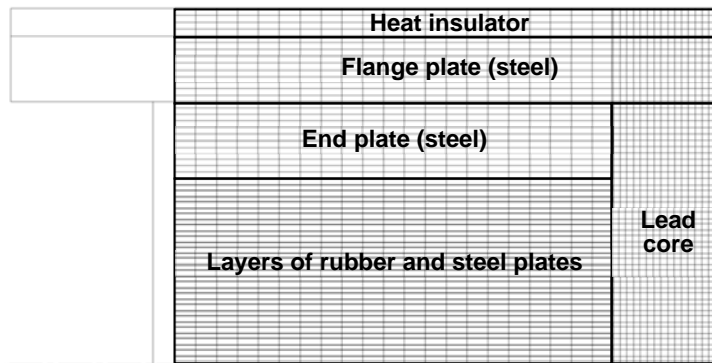 Heat insulator
Flange plate (steel)
End plate (steel)
Lead
core
Layers of rubber and steel plates